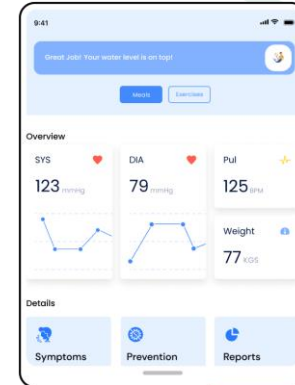 9:41
Great Job! Your water level is on top!
Meals
Exercises
Overview
SYS
123 mmHg
DIA
79 mmHg
Pul
125 BPM
Weight
77 KGS
Details
Symptoms
Prevention
Reports